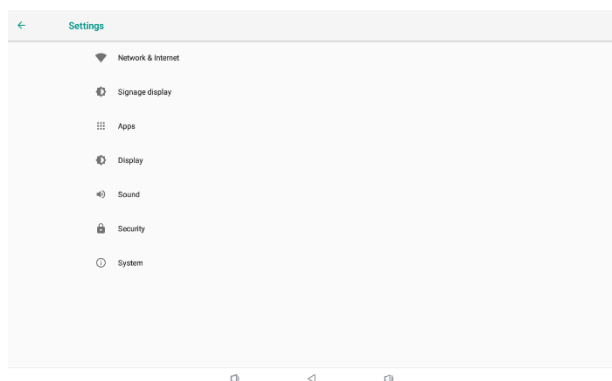 Settings
Network & Internet
Signage display
Apps
Display
Sound
Security
System